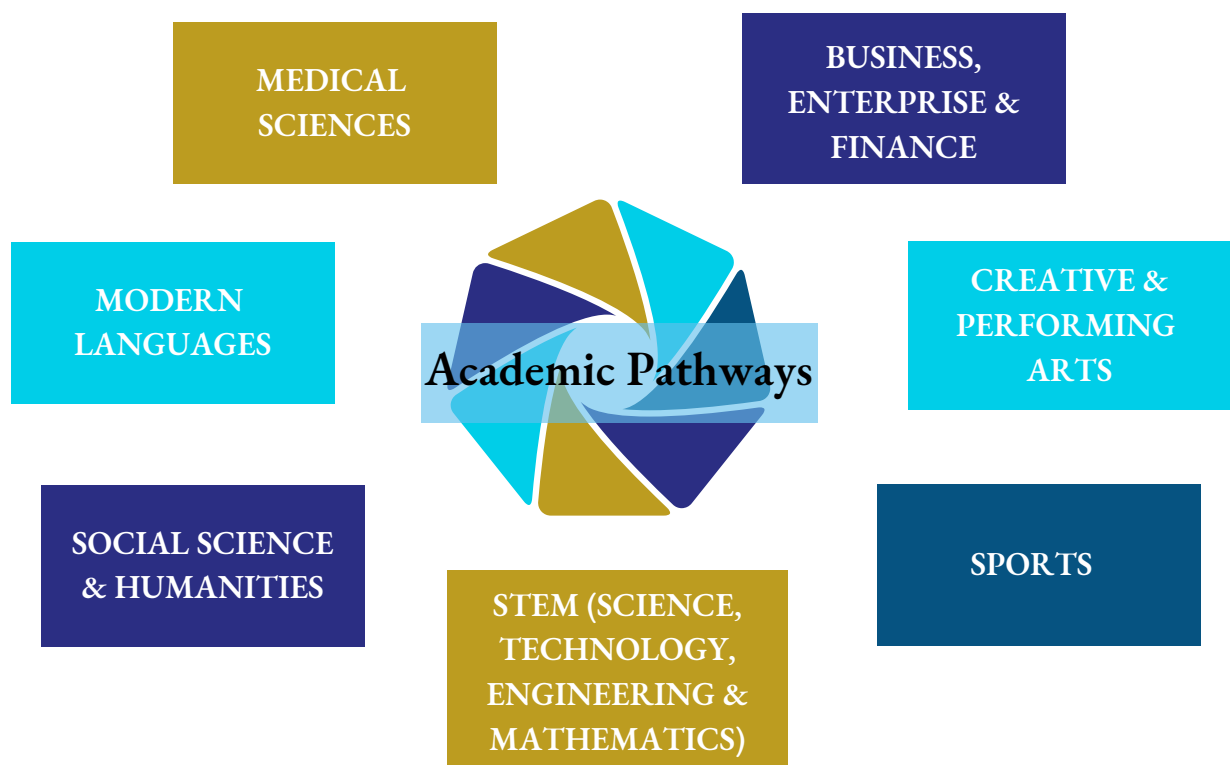 MEDICAL
SCIENCES
BUSINESS,
ENTERPRISE &
FINANCE
MODERN
LANGUAGES
CREATIVE &
PERFORMING
ARTS
Academic Pathways
SOCIAL SCIENCE
& HUMANITIES
SPORTS
STEM (SCIENCE,
TECHNOLOGY,
ENGINEERING &
MATHEMATICS)